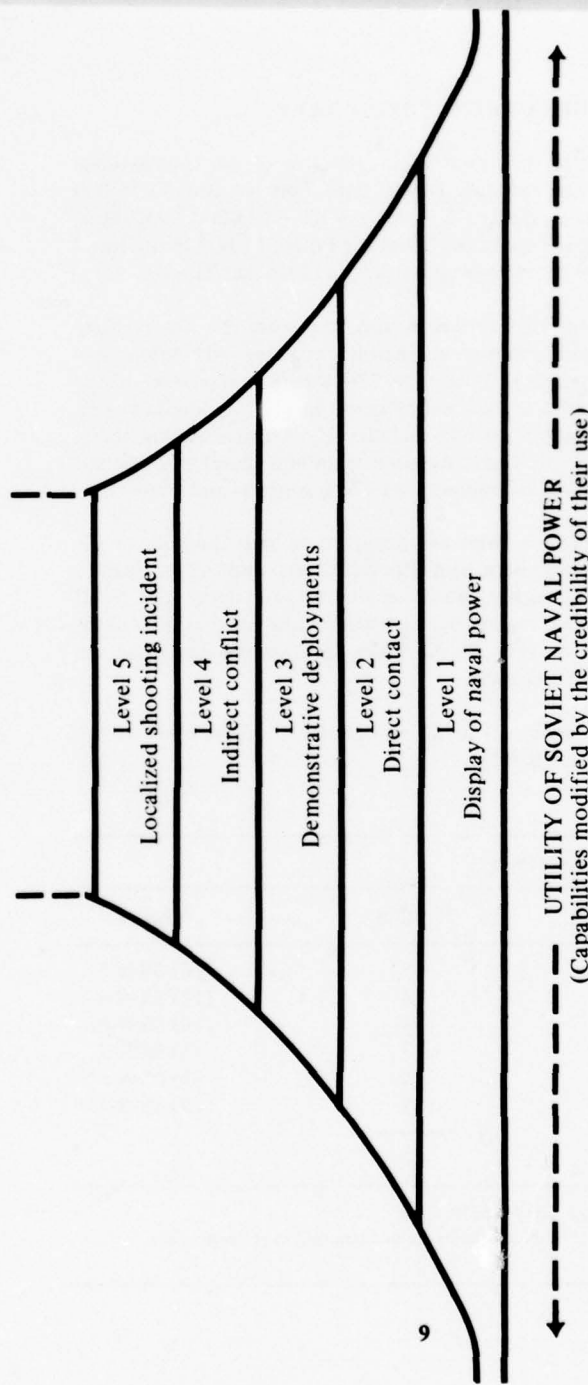 Level 5
Localized shooting incident
Level 4
Indirect conflict
Level 3
Demonstrative deployments
Level 2
Direct contact
Level 1
Display of naval power
UTILITY OF SOVIET NAVAL POWER
(Capabilities modified by the credibility of their use)
9